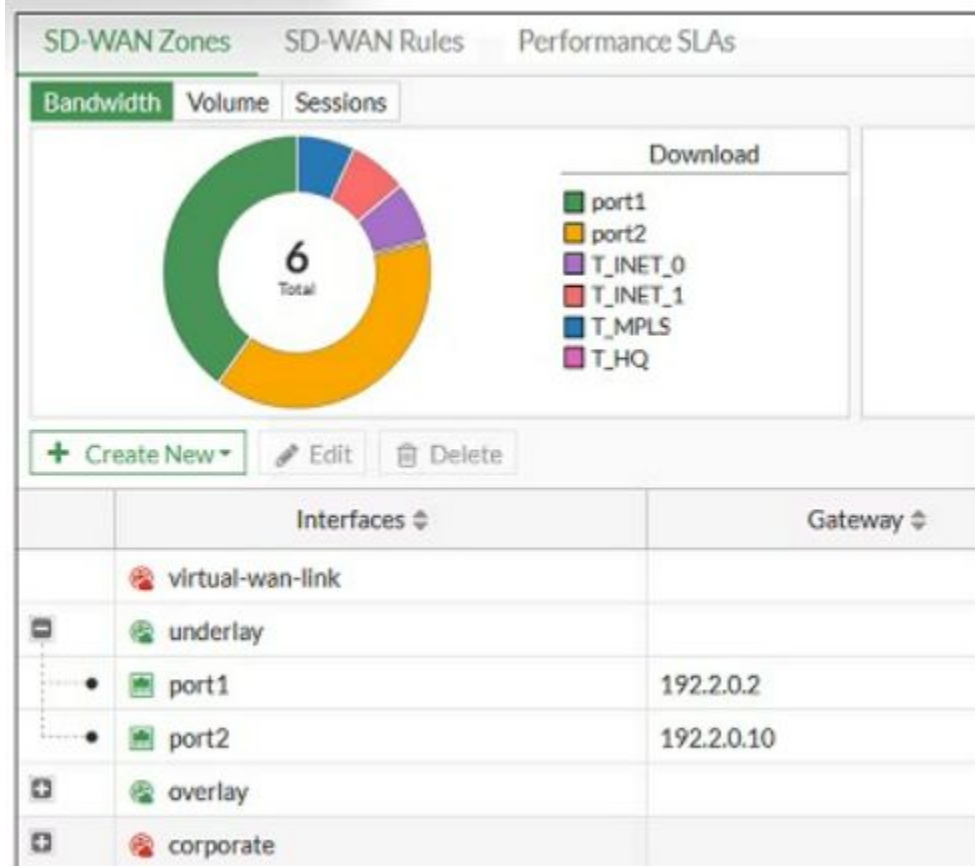 SD-WAN Zones SD-WAN Rules Performance SLAs
Bandwidth Volume Sessions
6
Total
Download
port1
port2
T_INET_0
T_INET_1
T_MPLS
T_HQ
+ Create New Edit Delete
Interfaces Gateway
virtual-wan-link
underlay
port1 192.2.0.2
port2 192.2.0.10
overlay
corporate